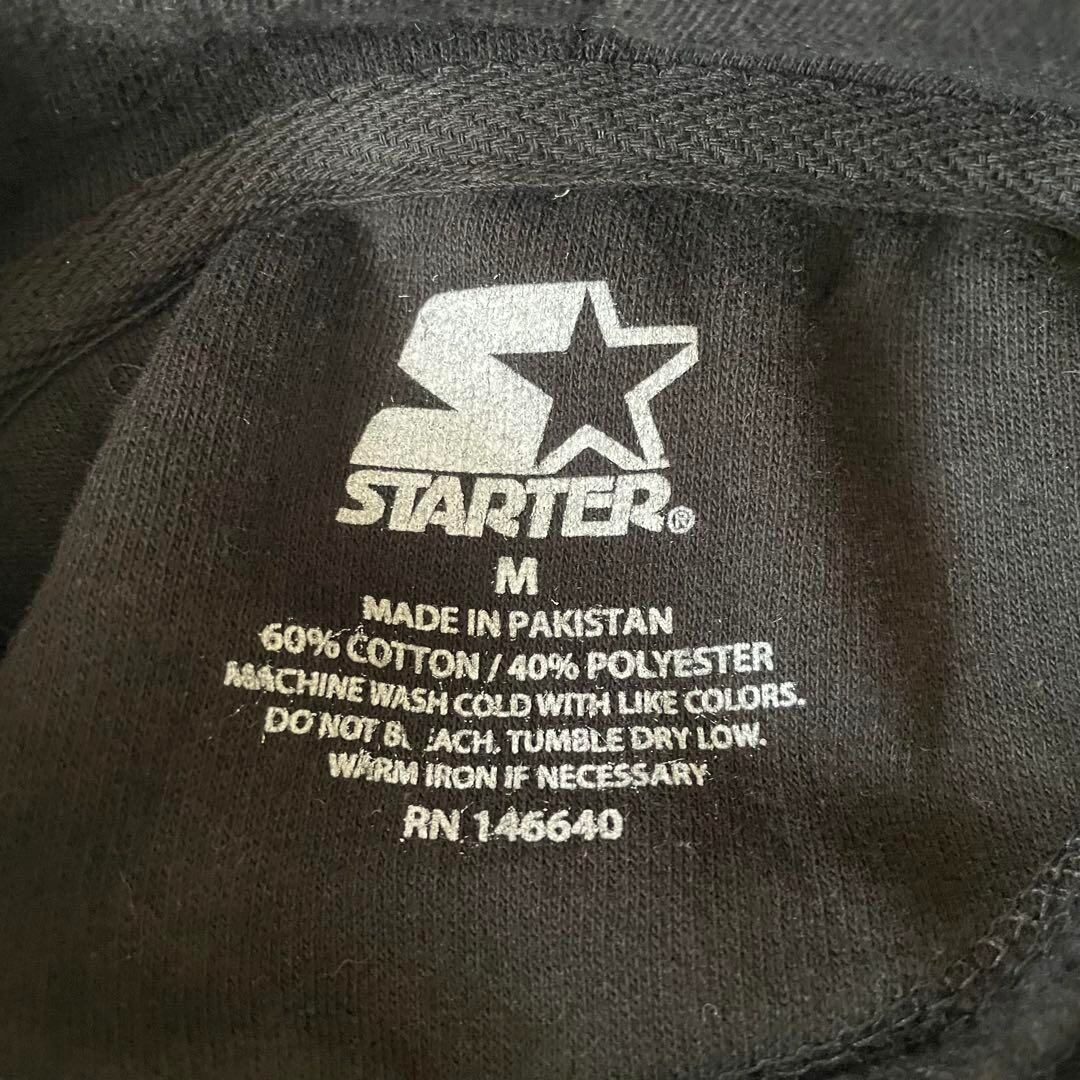 STARTER®
M
MADE IN PAKISTAN
60% COTTON / 40% POLYESTER
MACHINE WASH COLD WITH LIKE COLORS.
DO NOT BLEACH. TUMBLE DRY LOW.
WARM IRON IF NECESSARY
RN 146640